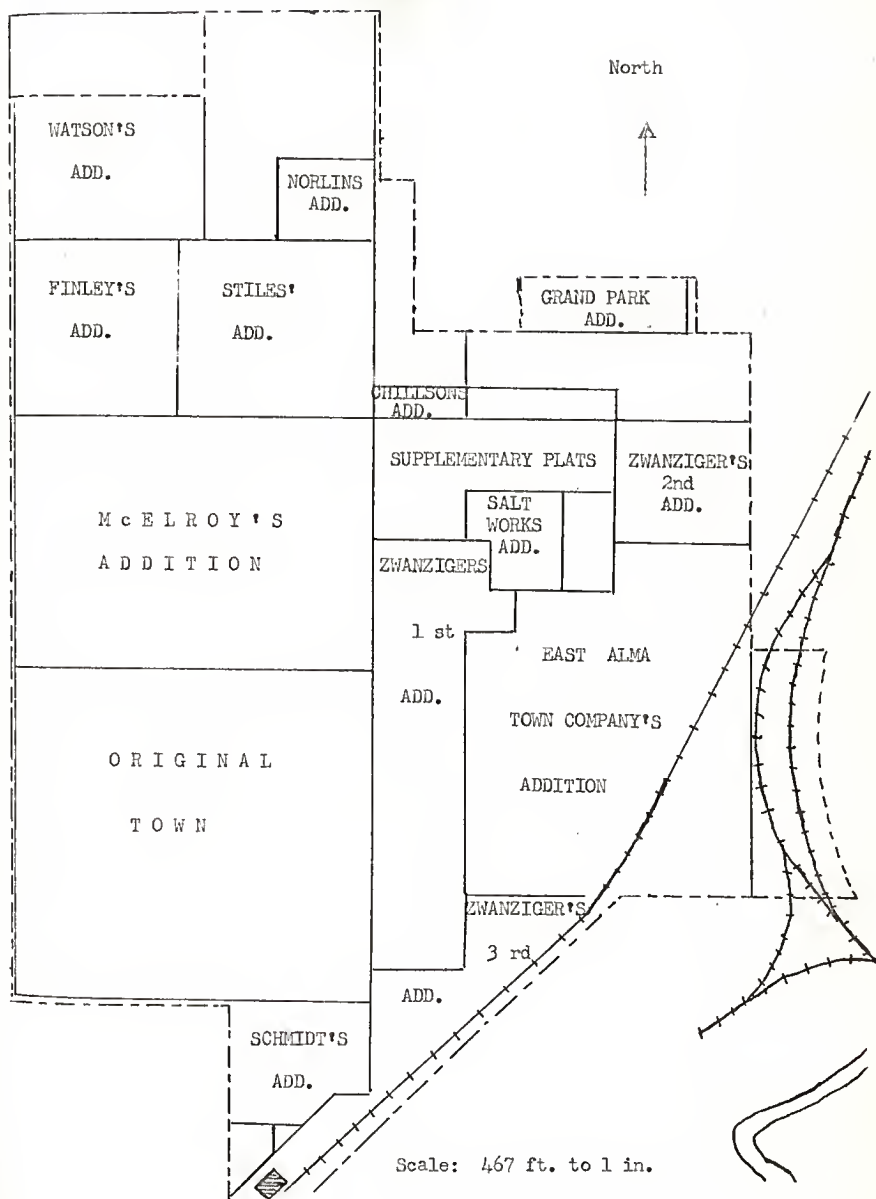 North
WATSON'S
ADD.
NORLINS
ADD.
FINLEY'S
ADD.
STILES'
ADD.
GRAND PARK
ADD.
CHILLSONS
ADD.
SUPPLEMENTARY PLATS
ZWANZIGER'S
2nd
ADD.
McELROY'S
ADDITION
SALT
WORKS
ADD.
ZWANZIGERS
1 st
ADD.
EAST ALMA
TOWN COMPANY'S
ADDITION
ORIGINAL
TOWN
ZWANZIGER'S
3 rd
ADD.
SCHMIDT'S
ADD.
Scale: 467 ft. to 1 in.